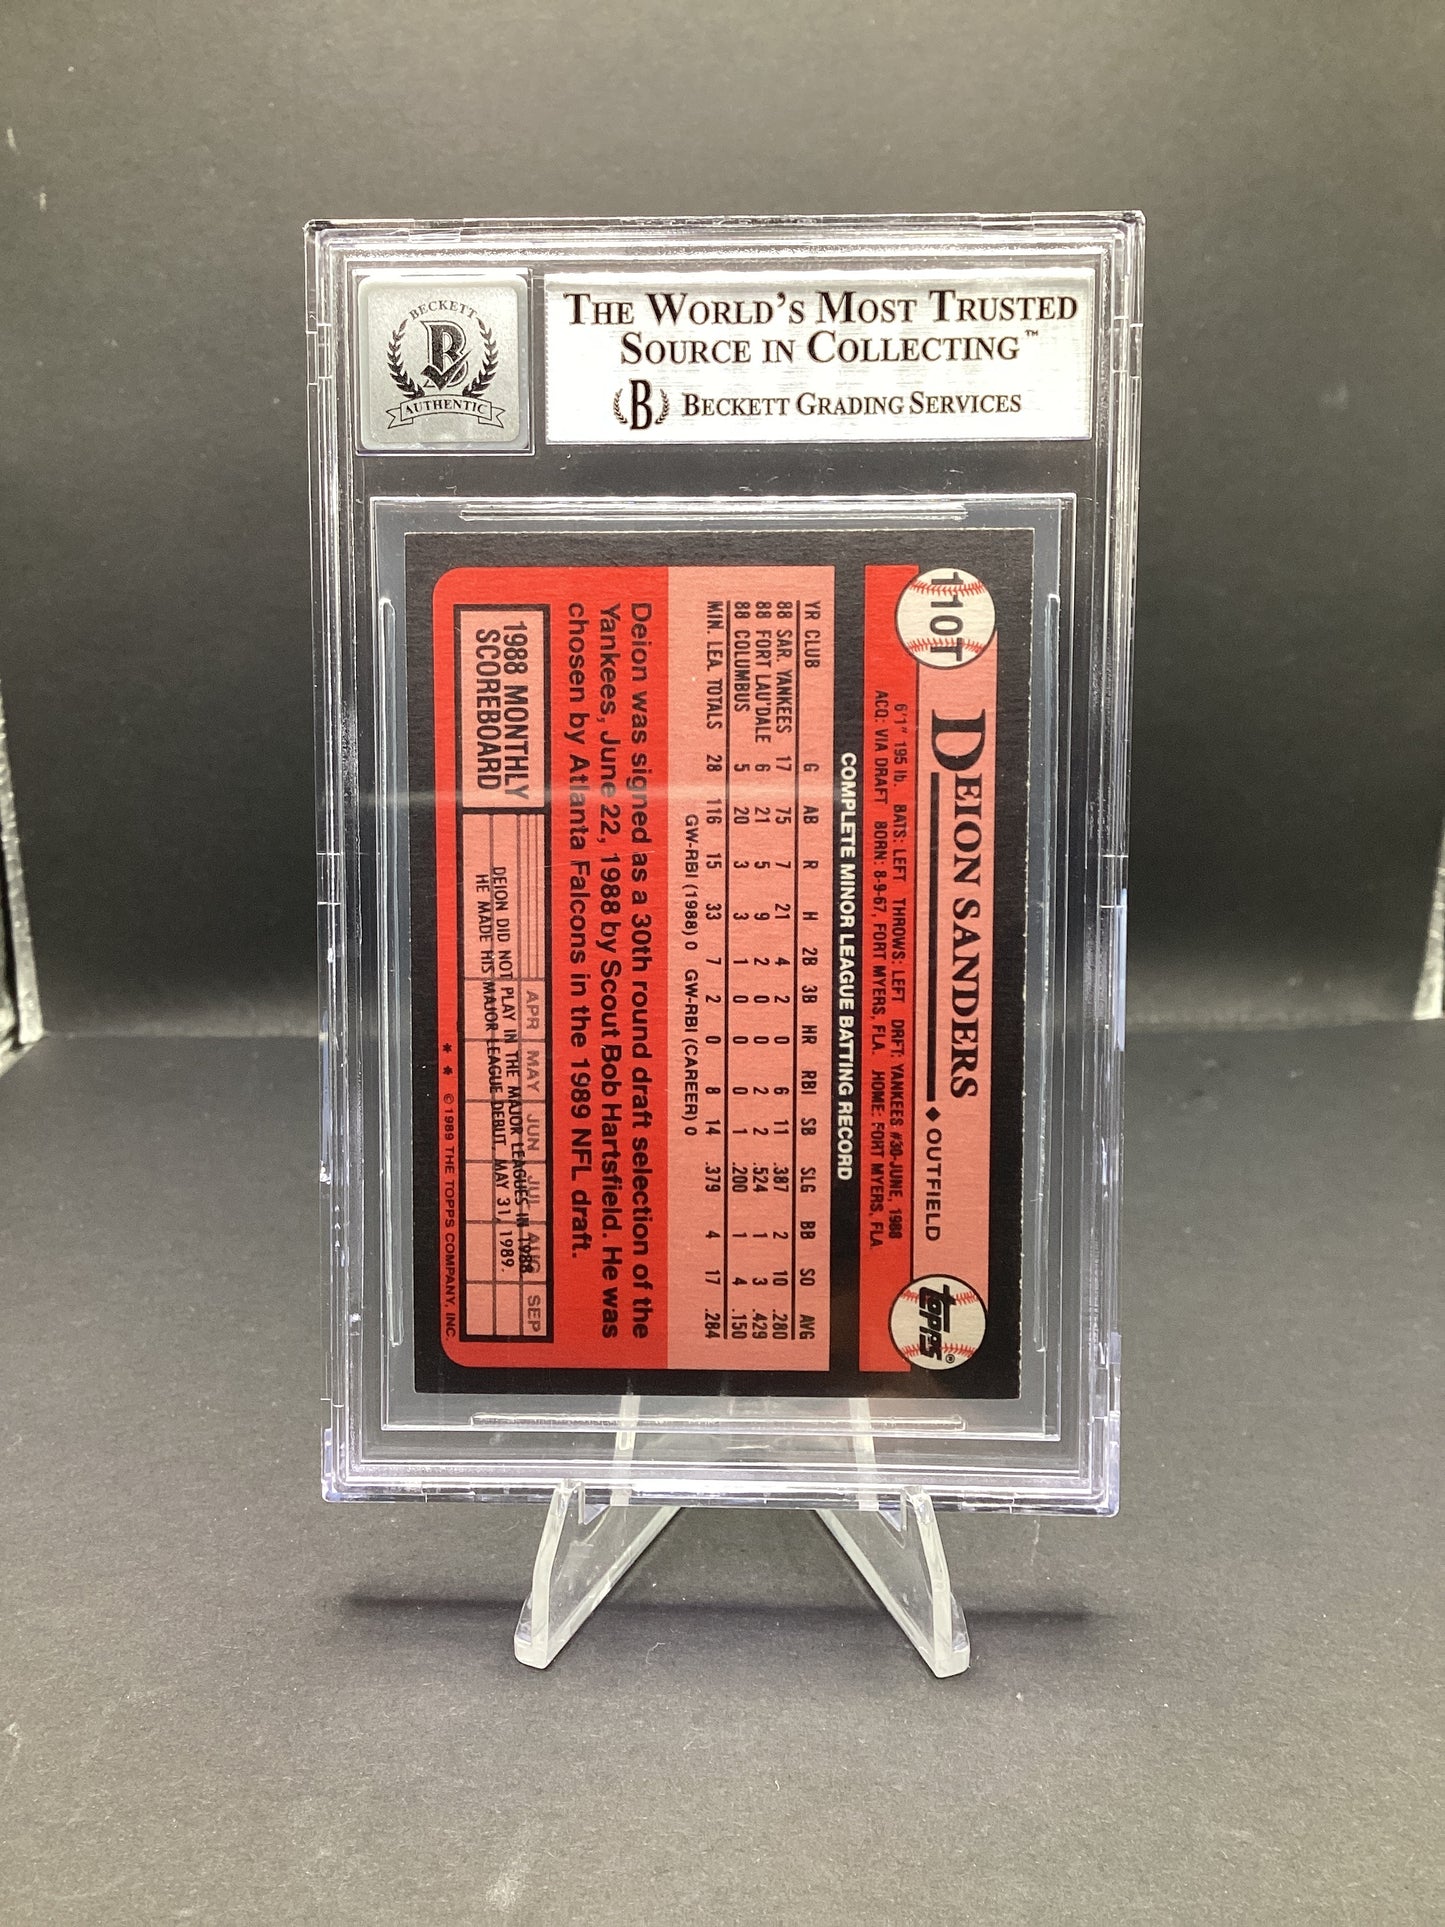 BECKETT
B
AUTHENTIC
THE WORLD'S MOST TRUSTED
SOURCE IN COLLECTING™
B BECKETT GRADING SERVICES
110T
DEION SANDERS ◆ OUTFIELD
topps®
6'1" 195 lb. BATS: LEFT THROWS: LEFT DRFT: YANKEES #30-JUNE, 1988
ACQ: VIA DRAFT BORN: 8-9-67, FORT MYERS, FLA. HOME: FORT MYERS, FLA.
COMPLETE MINOR LEAGUE BATTING RECORD
YR CLUB G AB R H 2B 3B HR RBI SB SLG BB SO AVG
88 SAR. YANKEES 17 75 7 21 4 2 0 6 11 .387 2 10 .280
88 FORT LAU'DALE 6 21 5 9 2 0 0 2 2 .524 1 3 .429
88 COLUMBUS 5 20 3 3 1 0 0 0 1 .200 1 4 .150
MIN. LEA. TOTALS 28 116 15 33 7 2 0 8 14 .379 4 17 .284
GW-RBI (1988) 0 GW-RBI (CAREER) 0
Deion was signed as a 30th round draft selection of the
Yankees, June 22, 1988 by Scout Bob Hartsfield. He was
chosen by Atlanta Falcons in the 1989 NFL draft.
1988 MONTHLY
SCOREBOARD
APR MAY JUN JUL AUG SEP
DEION DID NOT PLAY IN THE MAJOR LEAGUES IN 1988.
HE MADE HIS MAJOR LEAGUE DEBUT, MAY 31, 1989.
* * © 1989 THE TOPPS COMPANY, INC.